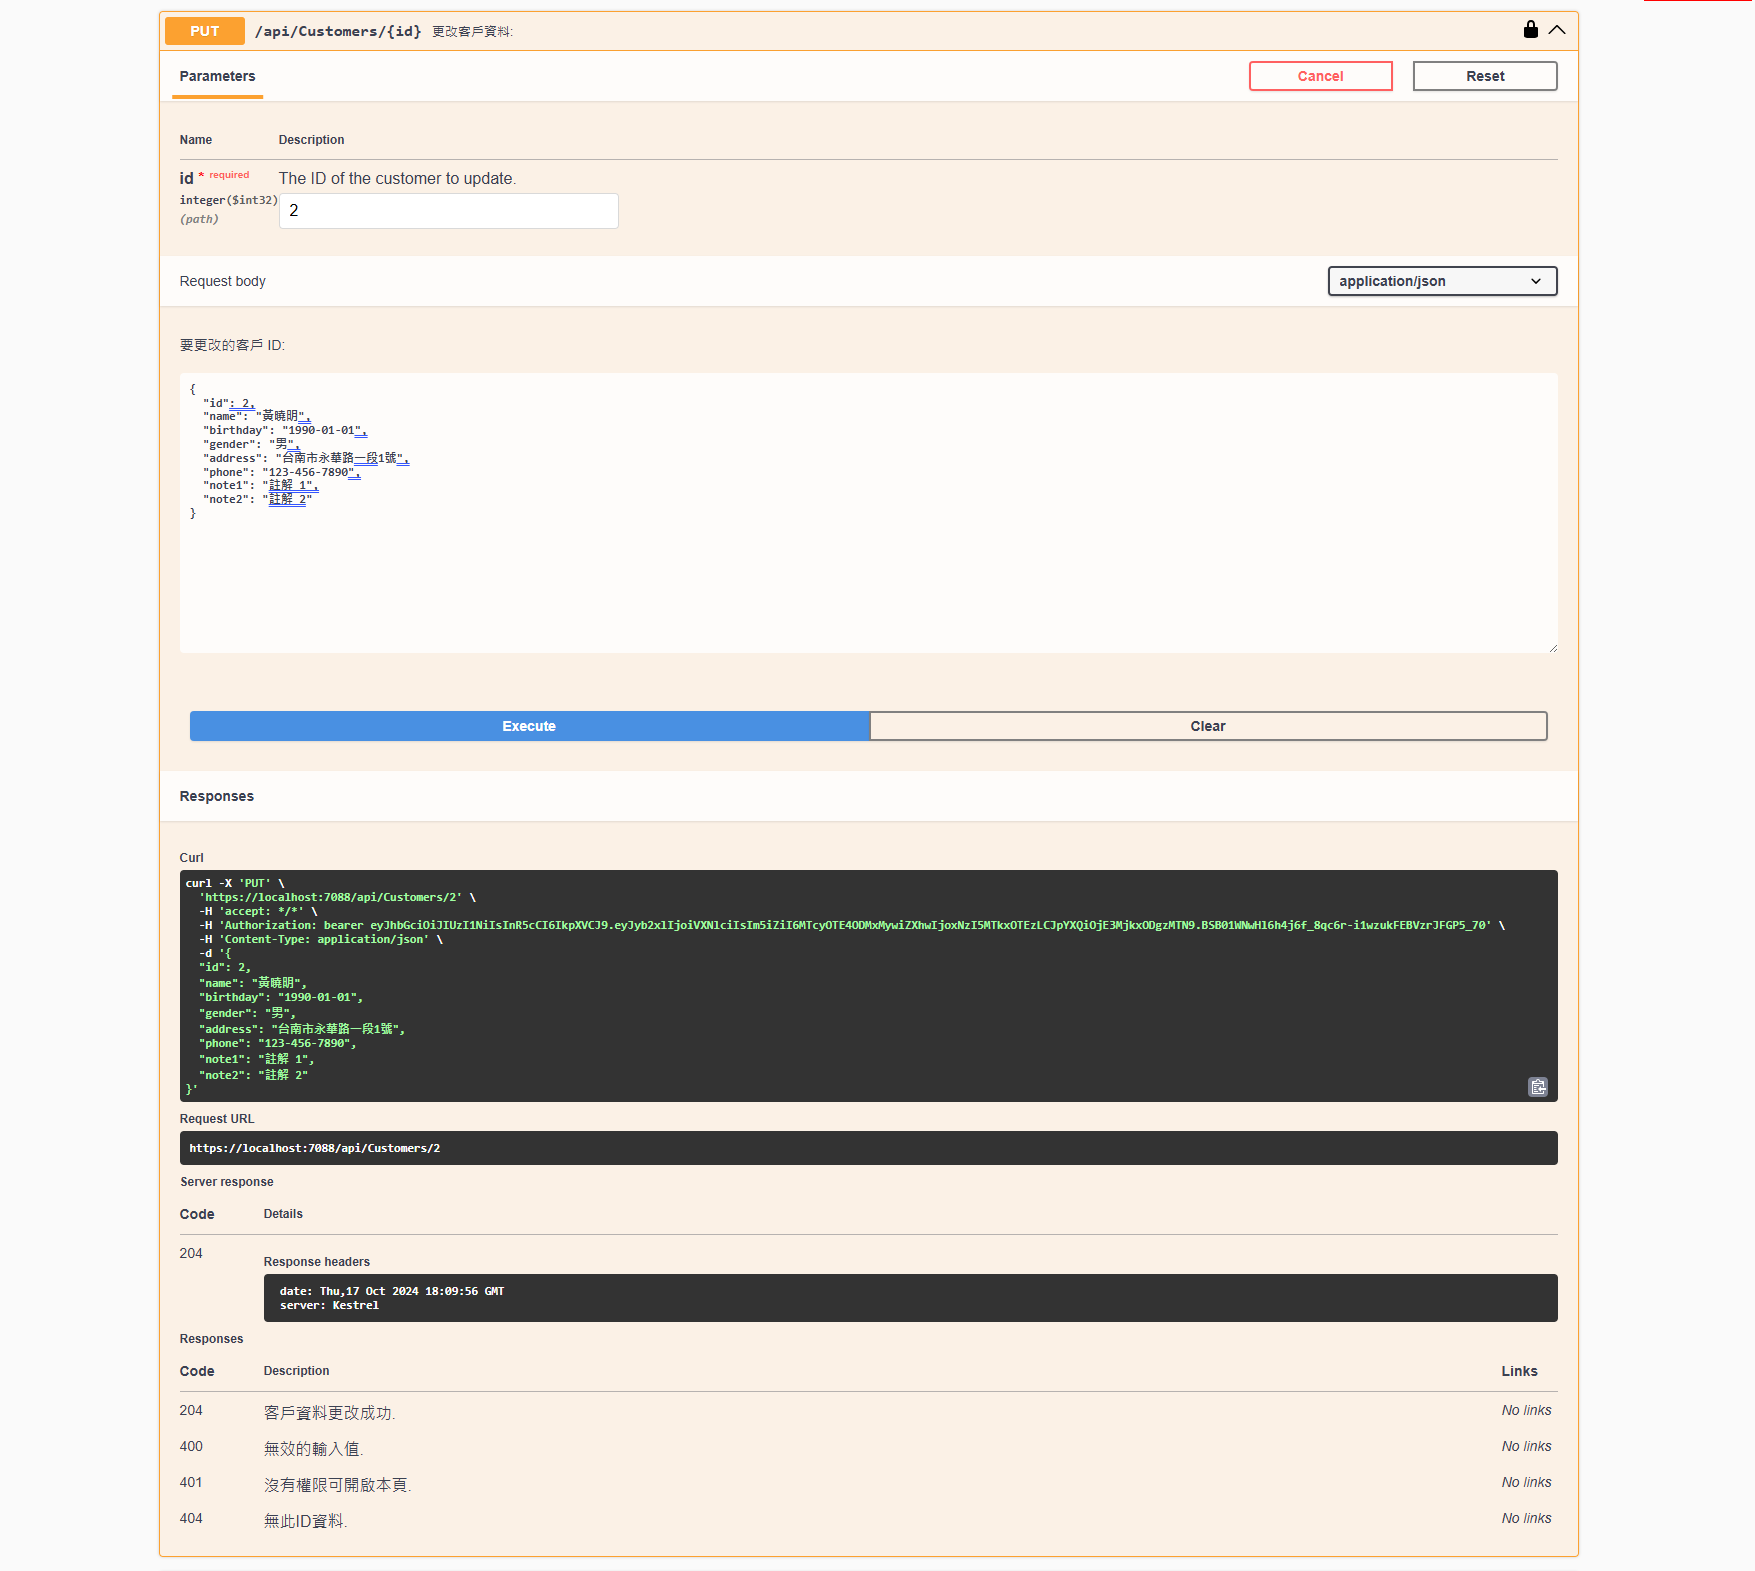 PUT /api/Customers/{id} 更改客戶資料:
Parameters Cancel Reset
Name Description
id * required The ID of the customer to update.
integer($int32)
(path)
2
Request body application/json
要更改的客戶 ID:
{
"id": 2,
"name": "黃曉明",
"birthday": "1990-01-01",
"gender": "男",
"address": "台南市永華路一段1號",
"phone": "123-456-7890",
"note1": "註解 1",
"note2": "註解 2"
}
Execute Clear
Responses
Curl
curl -X 'PUT' \
'https://localhost:7088/api/Customers/2' \
-H 'accept: */*' \
-H 'Authorization: bearer eyJhbGciOiJIUzI1NiIsInR5cCI6IkpXVCJ9.eyJyb2xlIjoiVXNlciIsIm5iZiI6MTcyOTE4ODMxMywiZXhwIjoxNzI5MTkxOTEzLCJpYXQiOjE3MjkxODgzMTN9.BSB01WNwHl6h4j6f_8qc6r-i1wzukFEBVzrJFGP5_70' \
-H 'Content-Type: application/json' \
-d '{
"id": 2,
"name": "黃曉明",
"birthday": "1990-01-01",
"gender": "男",
"address": "台南市永華路一段1號",
"phone": "123-456-7890",
"note1": "註解 1",
"note2": "註解 2"
}'
Request URL
https://localhost:7088/api/Customers/2
Server response
Code Details
204
Response headers
date: Thu,17 Oct 2024 18:09:56 GMT
server: Kestrel
Responses
Code Description Links
204 客戶資料更改成功. No links
400 無效的輸入值. No links
401 沒有權限可開啟本頁. No links
404 無此ID資料. No links